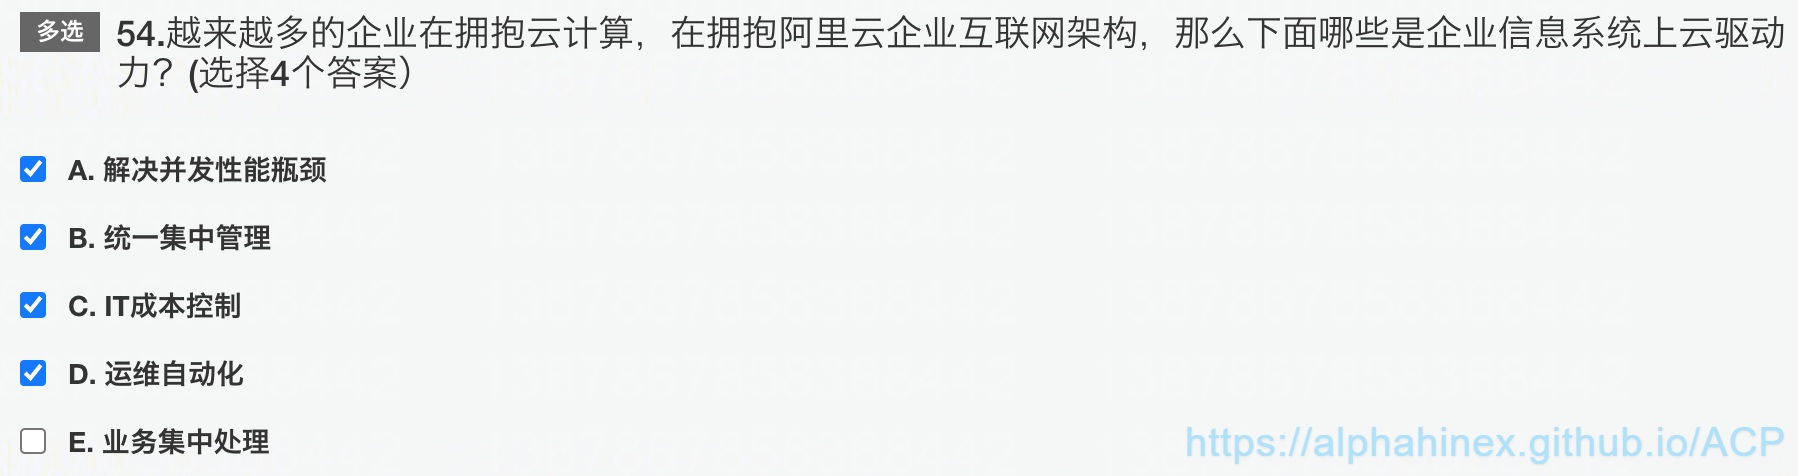 多选 54.越来越多的企业在拥抱云计算，在拥抱阿里云企业互联网架构，那么下面哪些是企业信息系统上云驱动
力？(选择4个答案）
A. 解决并发性能瓶颈
B. 统一集中管理
C. IT成本控制
D. 运维自动化
E. 业务集中处理
https://alphahinex.github.io/ACP